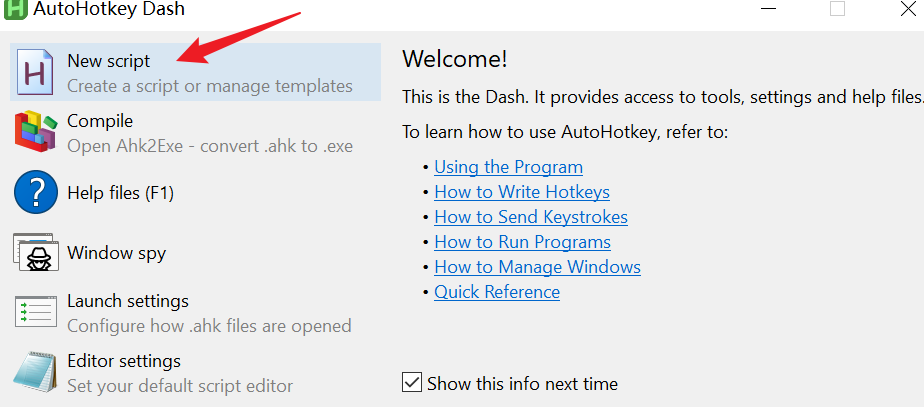 AutoHotkey Dash
New script
Create a script or manage templates
Compile
Open Ahk2Exe - convert .ahk to .exe
Help files (F1)
Window spy
Launch settings
Configure how .ahk files are opened
Editor settings
Set your default script editor
Welcome!
This is the Dash. It provides access to tools, settings and help files.
To learn how to use AutoHotkey, refer to:
• Using the Program
• How to Write Hotkeys
• How to Send Keystrokes
• How to Run Programs
• How to Manage Windows
• Quick Reference
Show this info next time